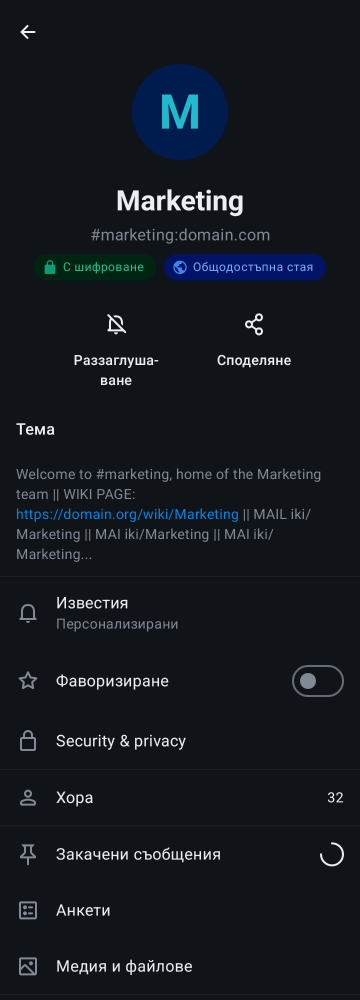 M
Marketing
#marketing:domain.com
С шифроване
Общодостъпна стая
Раззаглуша-
ване
Споделяне
Тема
Welcome to #marketing, home of the Marketing
team || WIKI PAGE:
https://domain.org/wiki/Marketing || MAIL iki/
Marketing || MAI iki/Marketing || MAI iki/
Marketing...
Известия
Персонализирани
Фаворизиране
Security & privacy
Хора
32
Закачени съобщения
Анкети
Медия и файлове